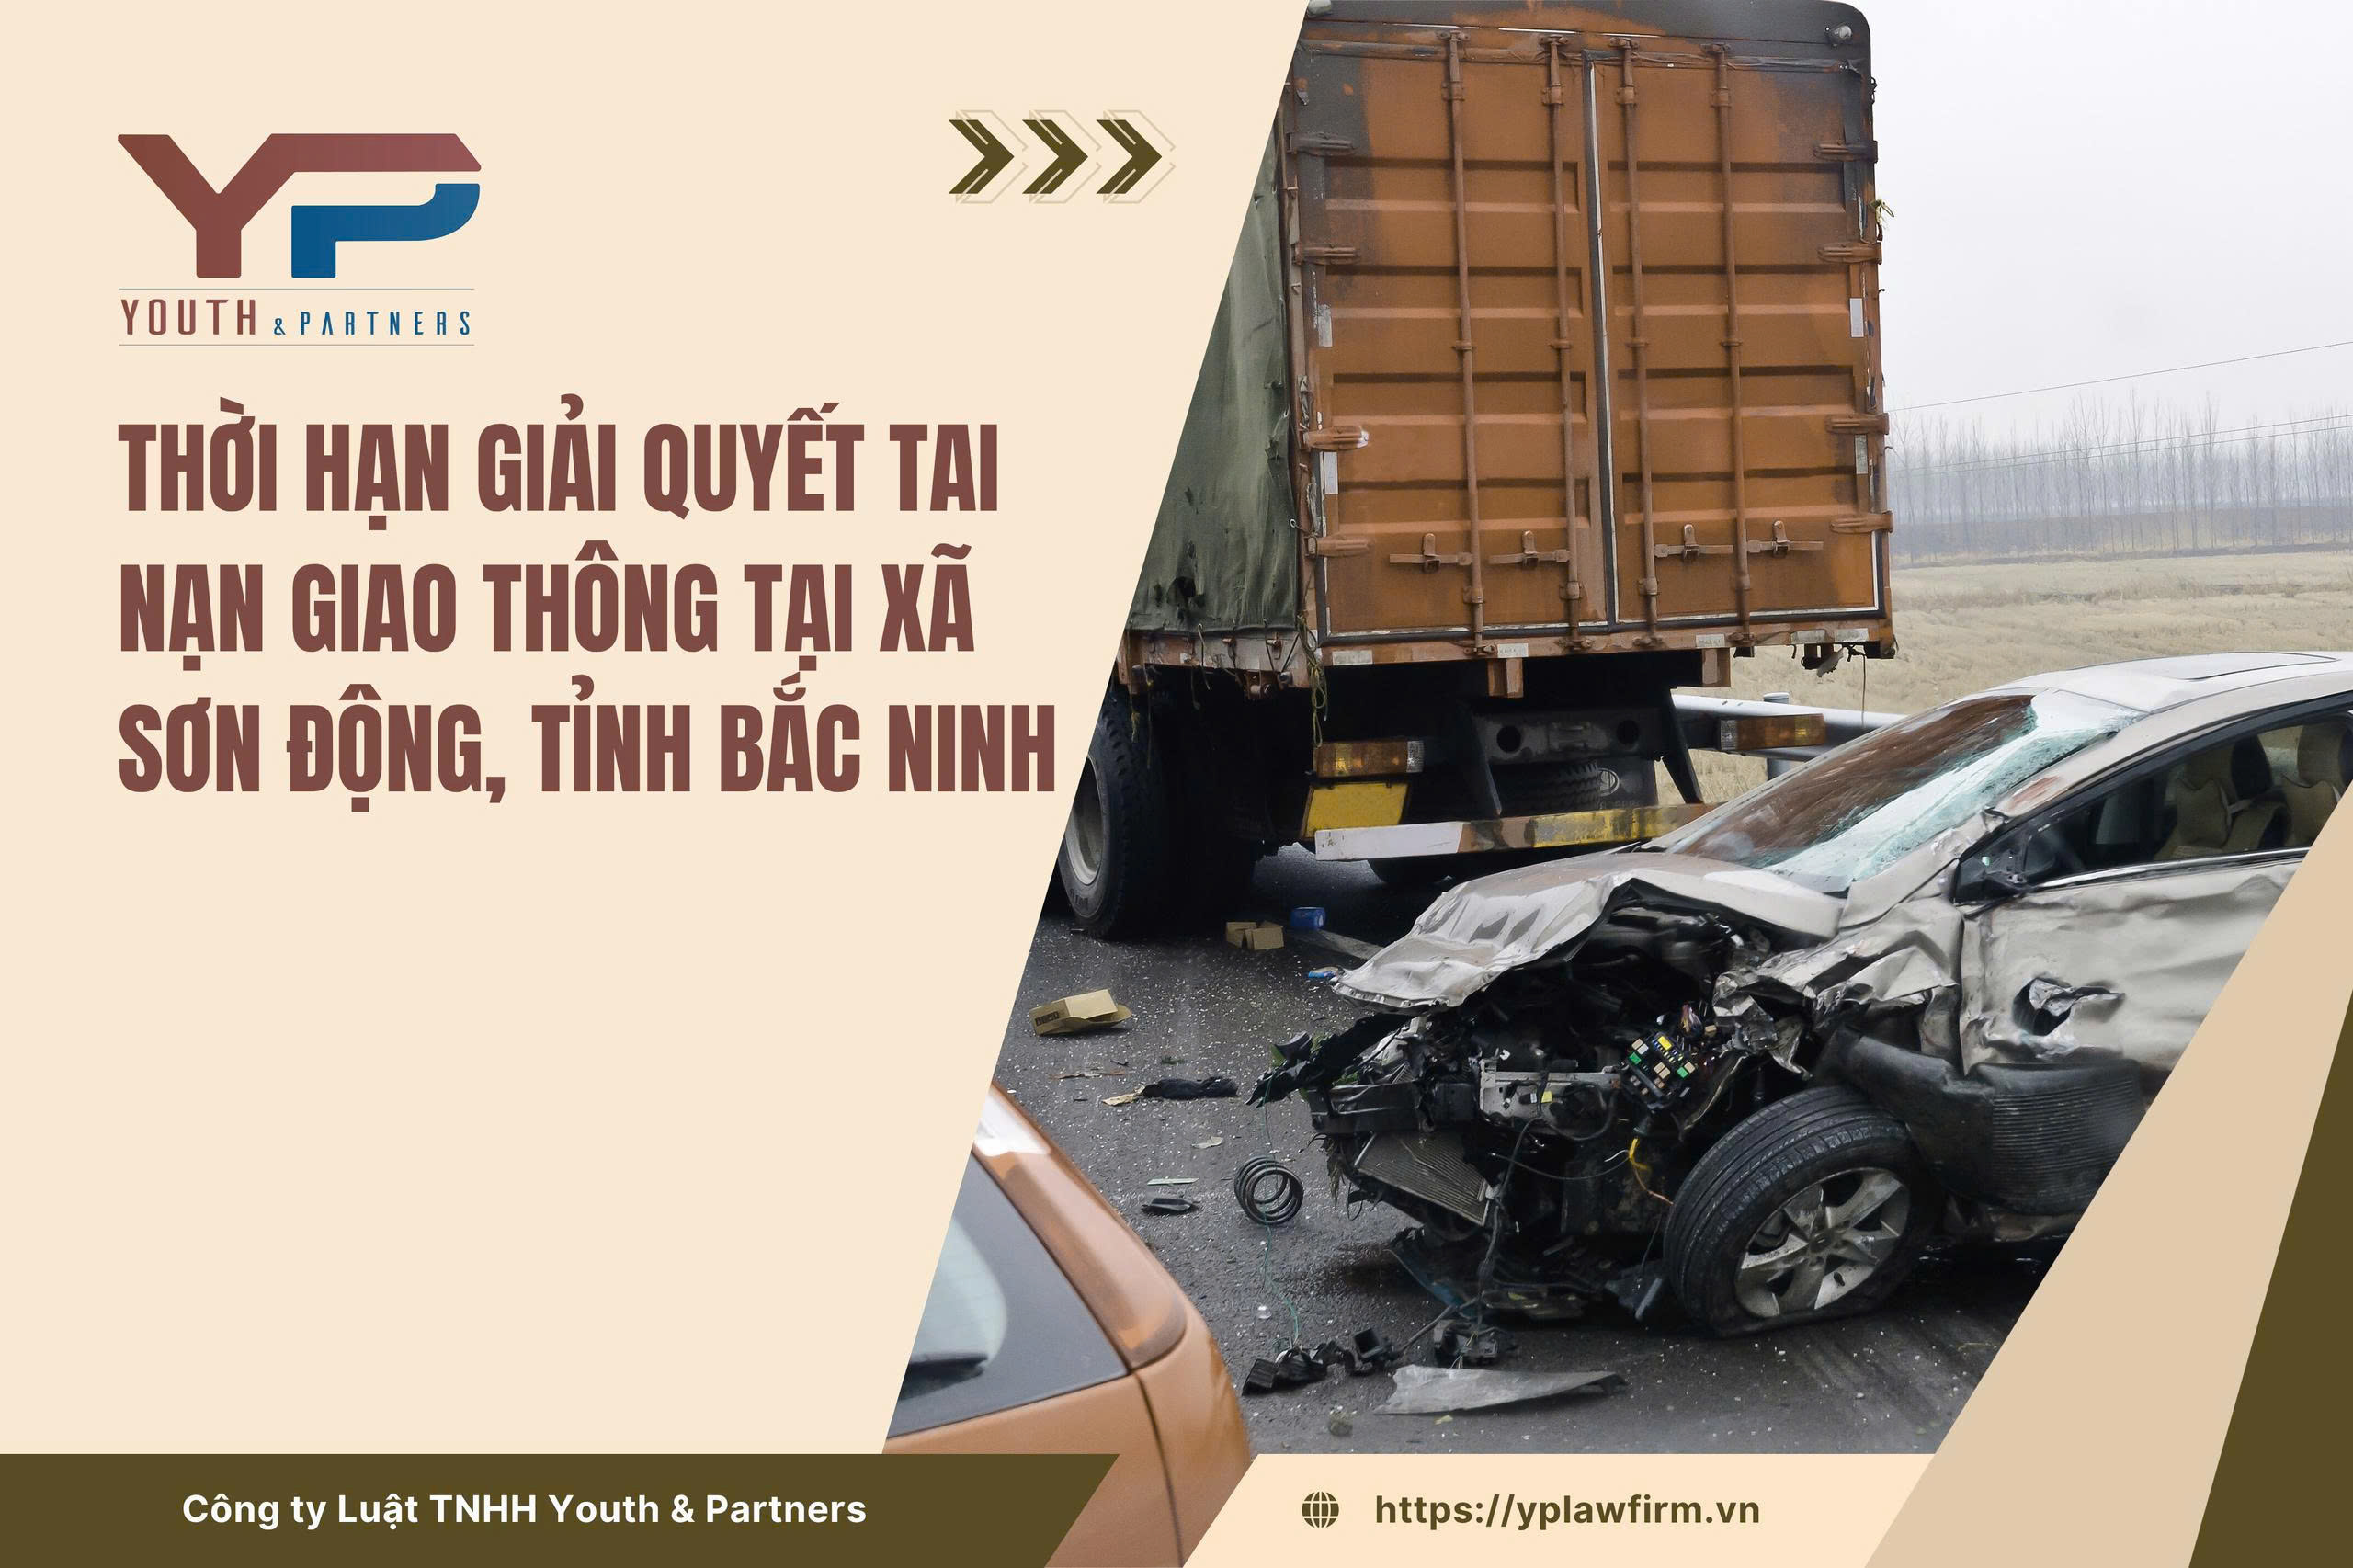 YP
YOUTH & PARTNERS
THỜI HẠN GIẢI QUYẾT TAI
NẠN GIAO THÔNG TẠI XÃ
SƠN ĐỘNG, TỈNH BẮC NINH
Công ty Luật TNHH Youth & Partners
https://yplawfirm.vn